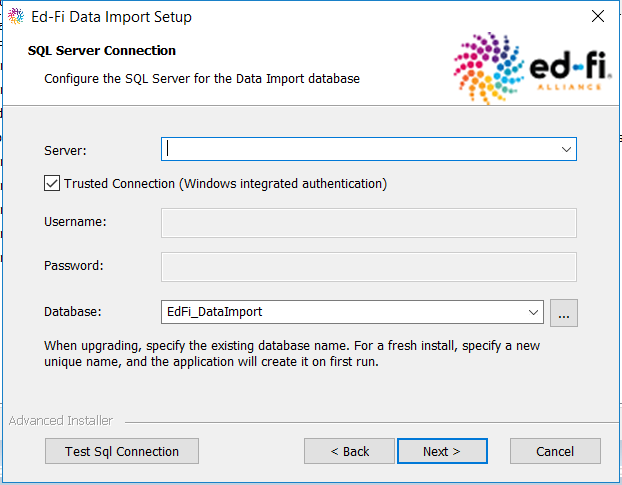 Ed-Fi Data Import Setup
SQL Server Connection
Configure the SQL Server for the Data Import database
ed-fi
ALLIANCE
Server:
Trusted Connection (Windows integrated authentication)
Username:
Password:
Database:
EdFi_DataImport
...
When upgrading, specify the existing database name. For a fresh install, specify a new
unique name, and the application will create it on first run.
Advanced Installer
Test Sql Connection
< Back
Next >
Cancel